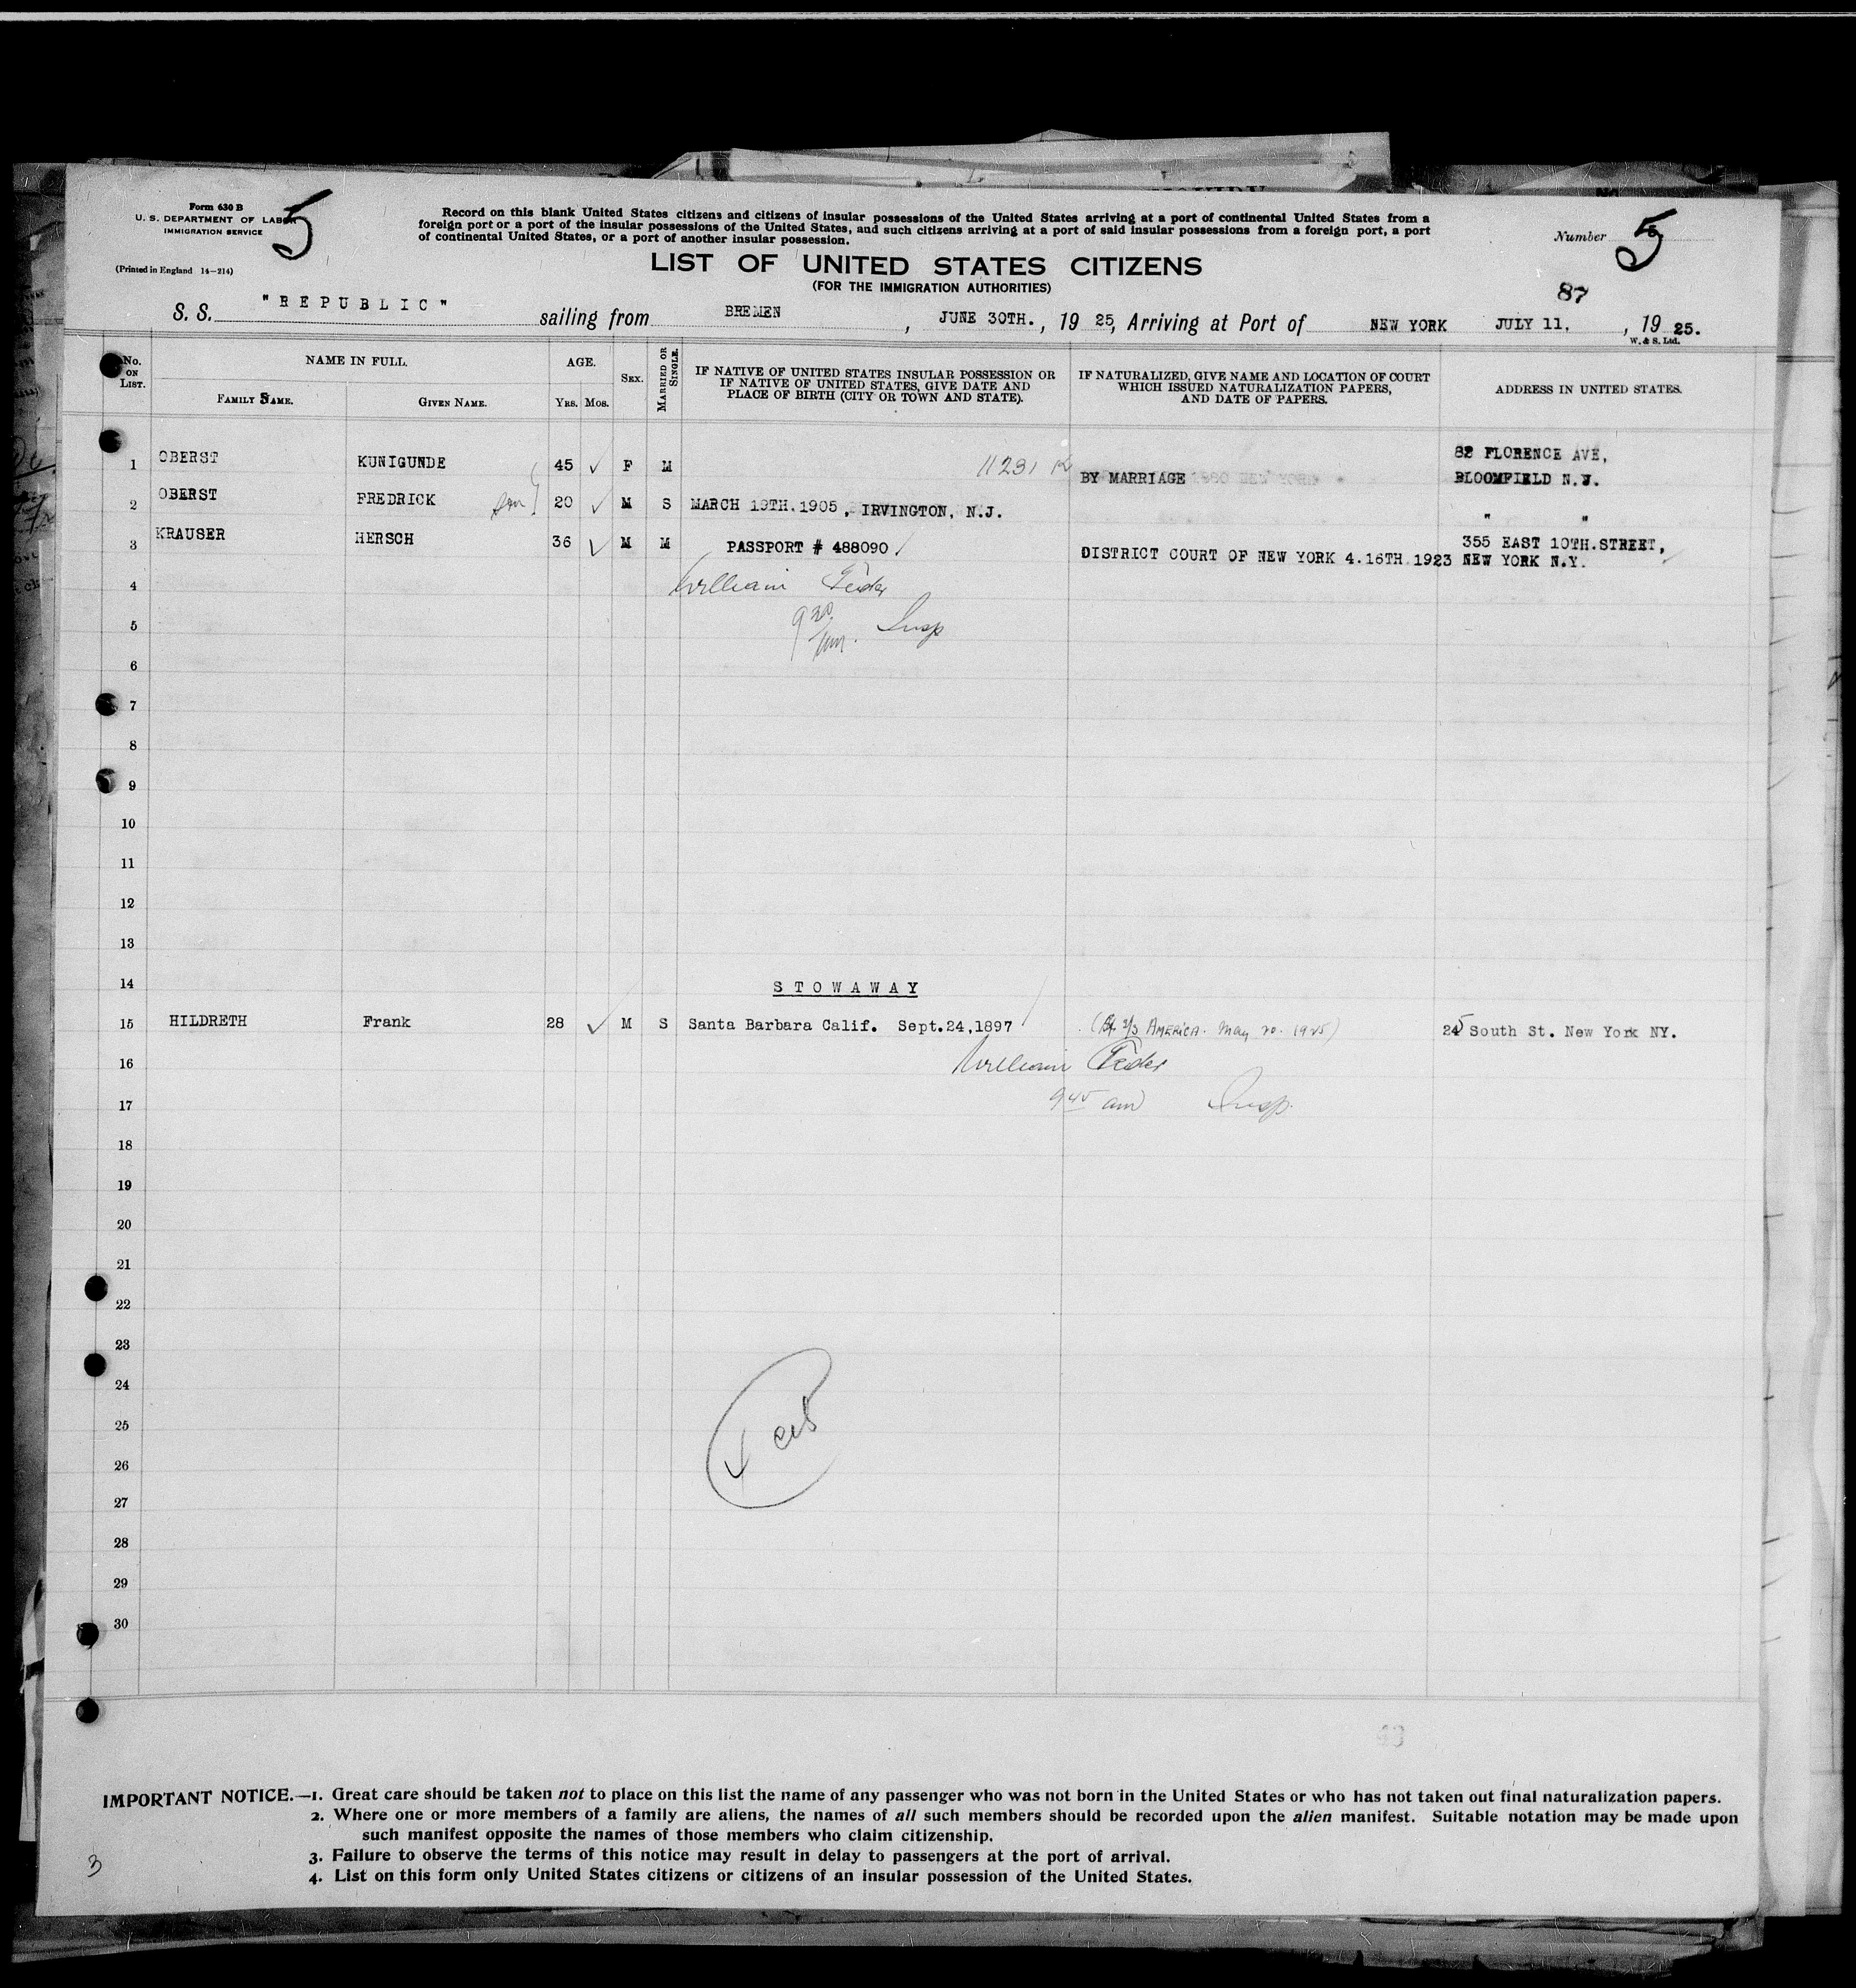 Form 630 B
U. S. DEPARTMENT OF LABOR
IMMIGRATION SERVICE
(Printed in England 14—214)
5
Record on this blank United States citizens and citizens of insular possessions of the United States arriving at a port of continental United States from a
foreign port or a port of the insular possessions of the United States, and such citizens arriving at a port of said insular possessions from a foreign port, a port
of continental United States, or a port of another insular possession.
Number 5
LIST OF UNITED STATES CITIZENS
(FOR THE IMMIGRATION AUTHORITIES)
87
S. S. "REPUBLIC" sailing from BREMEN, JUNE 30TH., 19 25, Arriving at Port of NEW YORK JULY 11, , 19 25.
W. & S. Ltd.
No. ON LIST. NAME IN FULL. FAMILY NAME. GIVEN NAME. AGE. YRS. MOS. SEX. MARRIED OR SINGLE. IF NATIVE OF UNITED STATES INSULAR POSSESSION OR IF NATIVE OF UNITED STATES, GIVE DATE AND PLACE OF BIRTH (CITY OR TOWN AND STATE). IF NATURALIZED, GIVE NAME AND LOCATION OF COURT WHICH ISSUED NATURALIZATION PAPERS, AND DATE OF PAPERS. ADDRESS IN UNITED STATES.
1 OBERST KUNIGUNDE 45 ✓ F M 11231 BY MARRIAGE 82 FLORENCE AVE,
BLOOMFIELD N.J.
2 OBERST FREDRICK son 20 ✓ M S MARCH 19TH. 1905, IRVINGTON, N.J. " "
3 KRAUSER HERSCH 36 ✓ M M PASSPORT # 488090 ✓ DISTRICT COURT OF NEW YORK 4.16TH 1923 355 EAST 10TH. STREET,
NEW YORK N.Y.
4 William Feder
5 9 30 am. Insp
6
7
8
9
10
11
12
13
14 STOWAWAY
15 HILDRETH Frank 28 ✓ M S Santa Barbara Calif. Sept.24,1897 S/S AMERICA. May 20. 1925) 25 South St. New York NY.
16 William Feder
17 9 45 am Insp.
18
19
20
21
22
23
24
25
26
27
28
29
30
IMPORTANT NOTICE.—1. Great care should be taken not to place on this list the name of any passenger who was not born in the United States or who has not taken out final naturalization papers.
2. Where one or more members of a family are aliens, the names of all such members should be recorded upon the alien manifest. Suitable notation may be made upon
such manifest opposite the names of those members who claim citizenship.
3. Failure to observe the terms of this notice may result in delay to passengers at the port of arrival.
4. List on this form only United States citizens or citizens of an insular possession of the United States.
3